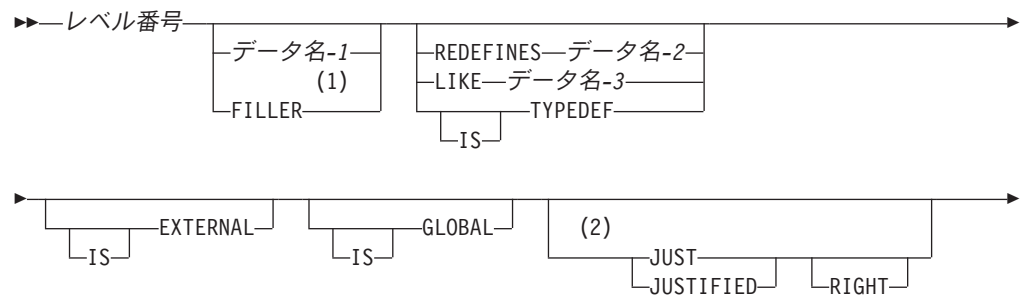 レベル番号
データ名-1 REDEFINES データ名-2
(1) LIKE データ名-3
FILLER TYPEDEF
IS
EXTERNAL GLOBAL (2)
IS IS JUST
JUSTIFIED RIGHT